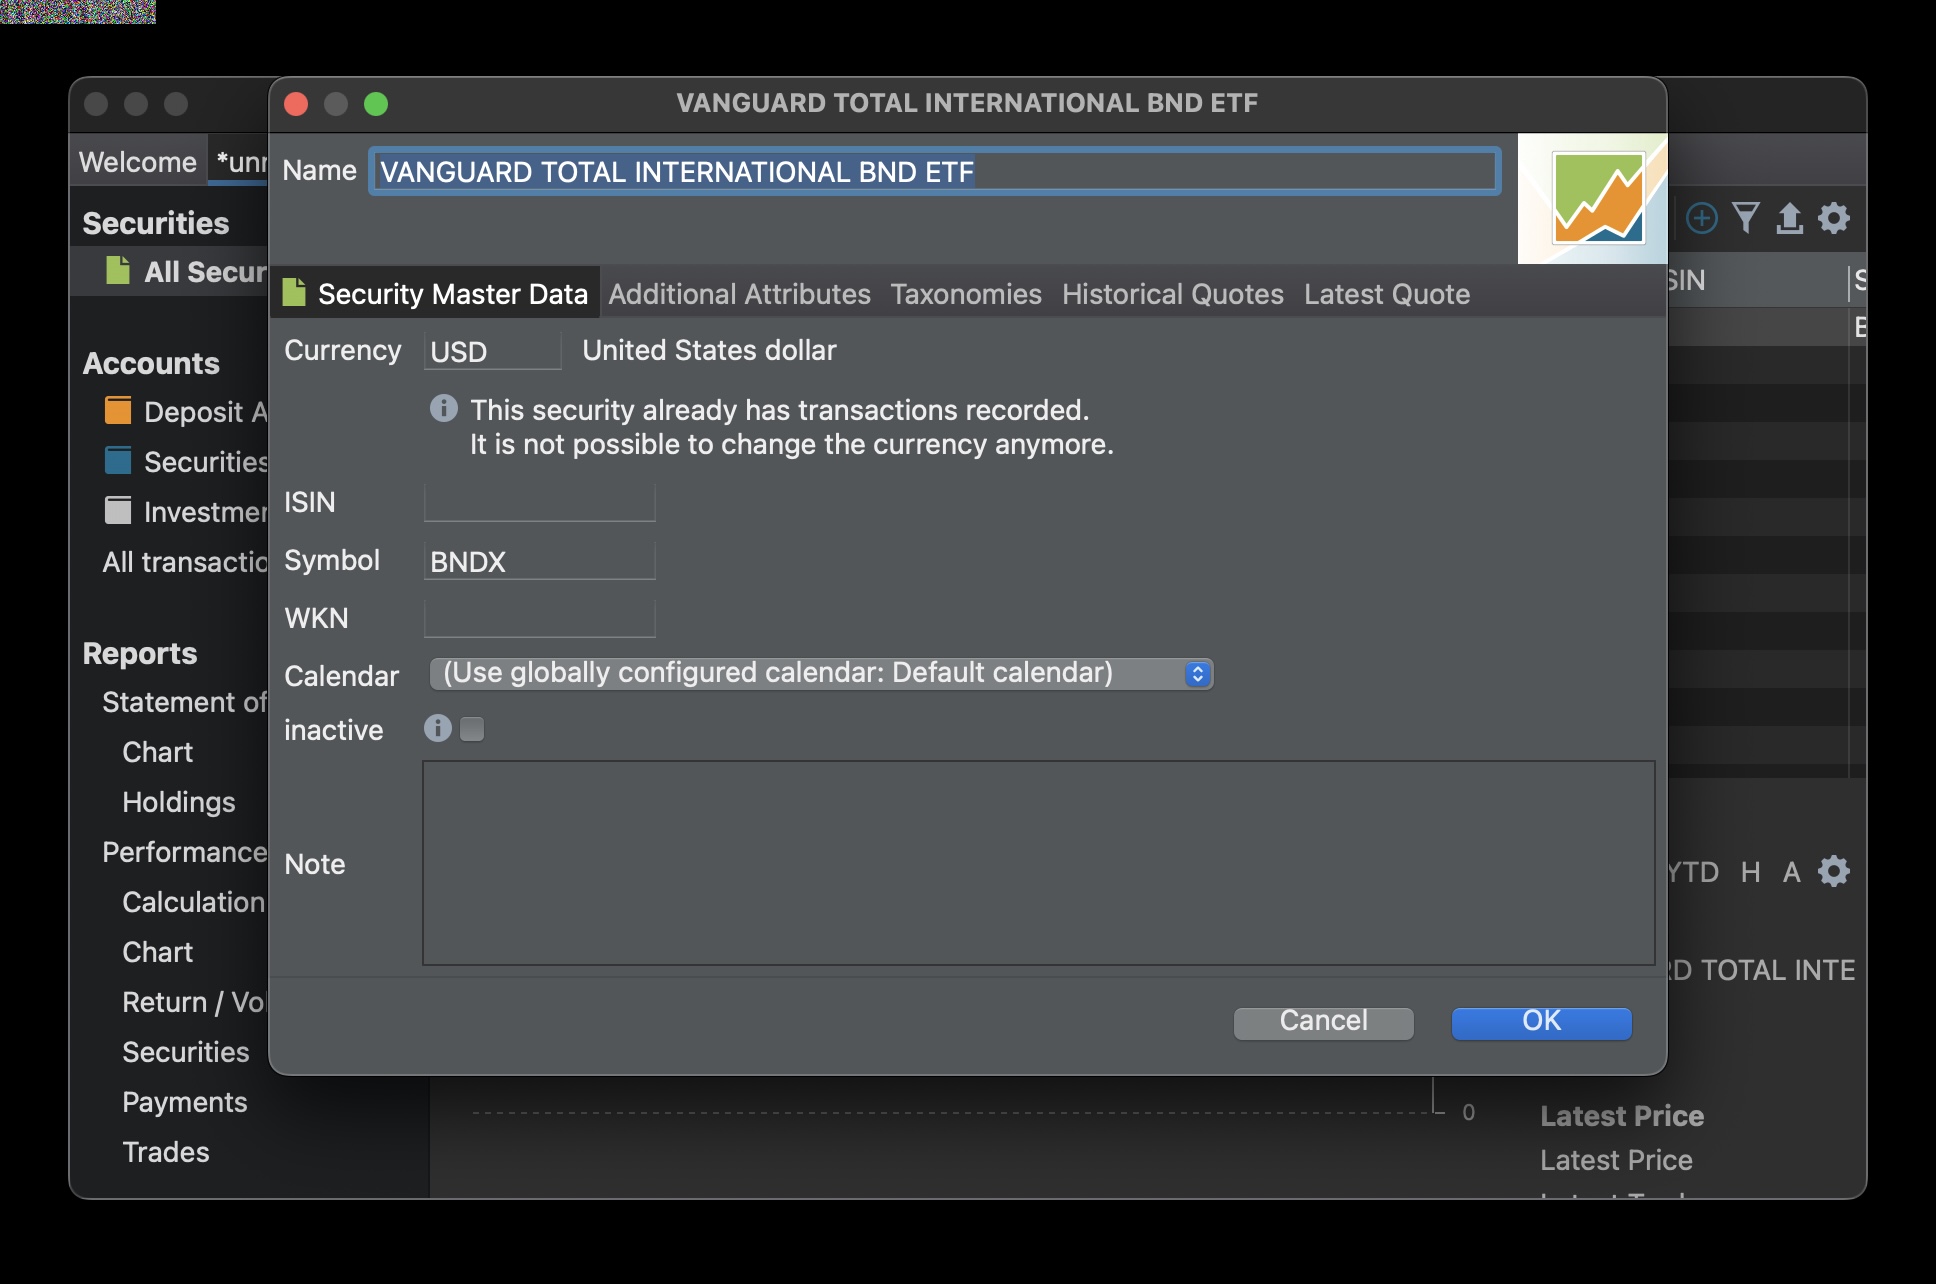 VANGUARD TOTAL INTERNATIONAL BND ETF
Welcome
Name VANGUARD TOTAL INTERNATIONAL BND ETF
Securities
All Secur
Security Master Data Additional Attributes Taxonomies Historical Quotes Latest Quote
Currency USD United States dollar
This security already has transactions recorded.
It is not possible to change the currency anymore.
ISIN
Symbol BNDX
WKN
Calendar (Use globally configured calendar: Default calendar)
inactive
Note
Cancel OK
Accounts
Deposit A
Securities
Investmen
All transactio
Reports
Statement of
Chart
Holdings
Performance
Calculation
Chart
Return / Vol
Securities
Payments
Trades
SIN S
YTD H A
RD TOTAL INTE
0
Latest Price
Latest Price